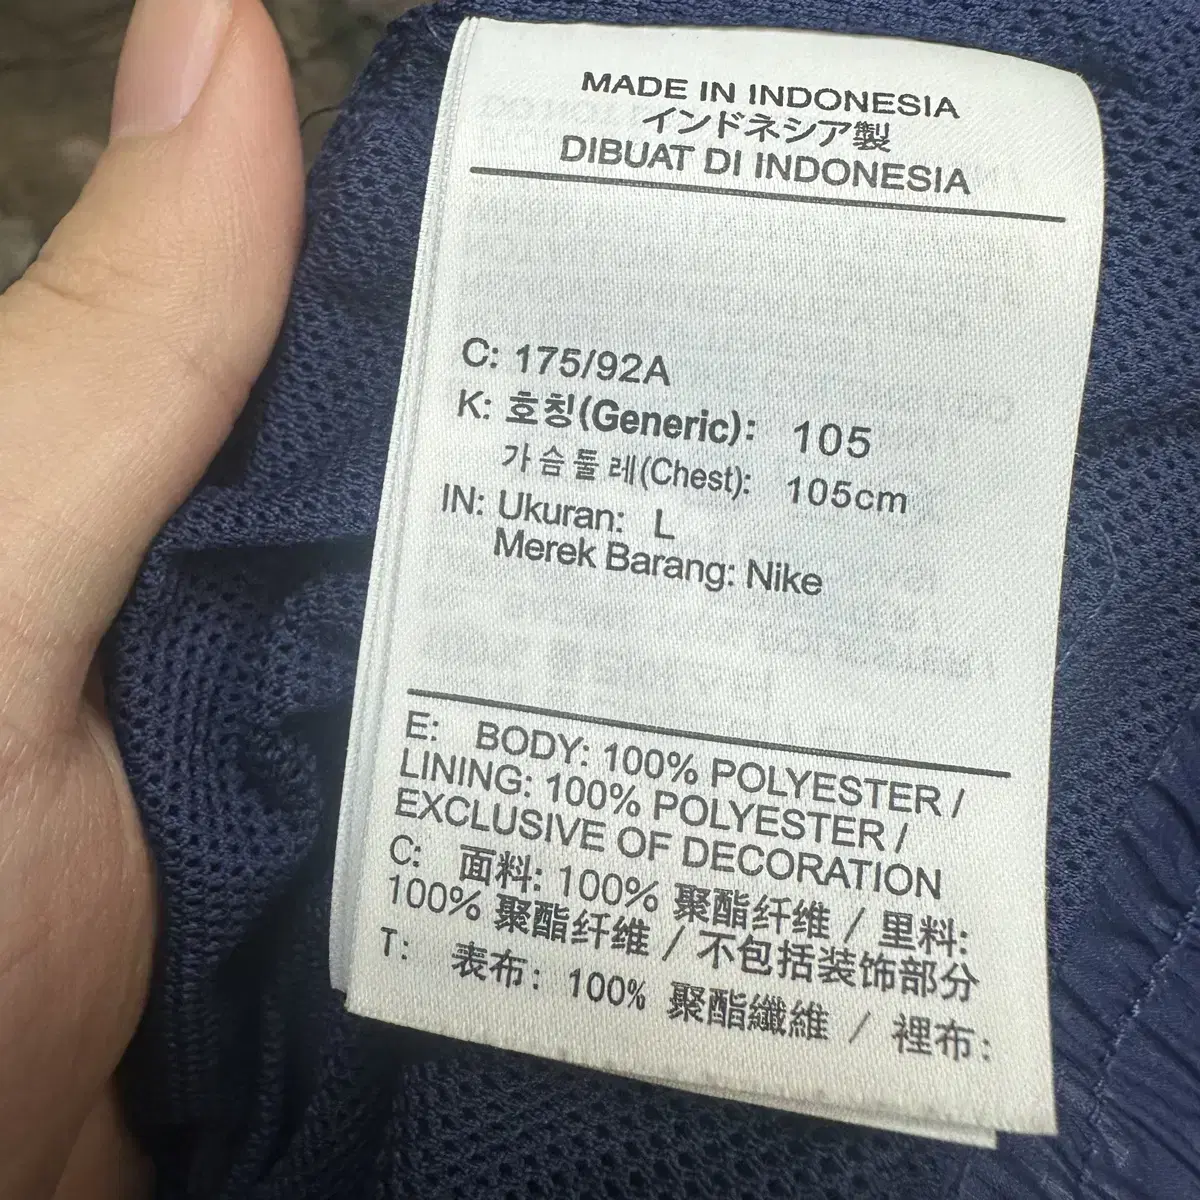 MADE IN INDONESIA
インドネシア製
DIBUAT DI INDONESIA
C: 175/92A
K: 호칭(Generic): 105
가슴둘레(Chest): 105cm
IN: Ukuran: L
Merek Barang: Nike
E: BODY: 100% POLYESTER /
LINING: 100% POLYESTER /
EXCLUSIVE OF DECORATION
C: 面料: 100% 聚酯纤维 / 里料:
100% 聚酯纤维 / 不包括装饰部分
T: 表布: 100% 聚酯纖維 / 裡布: